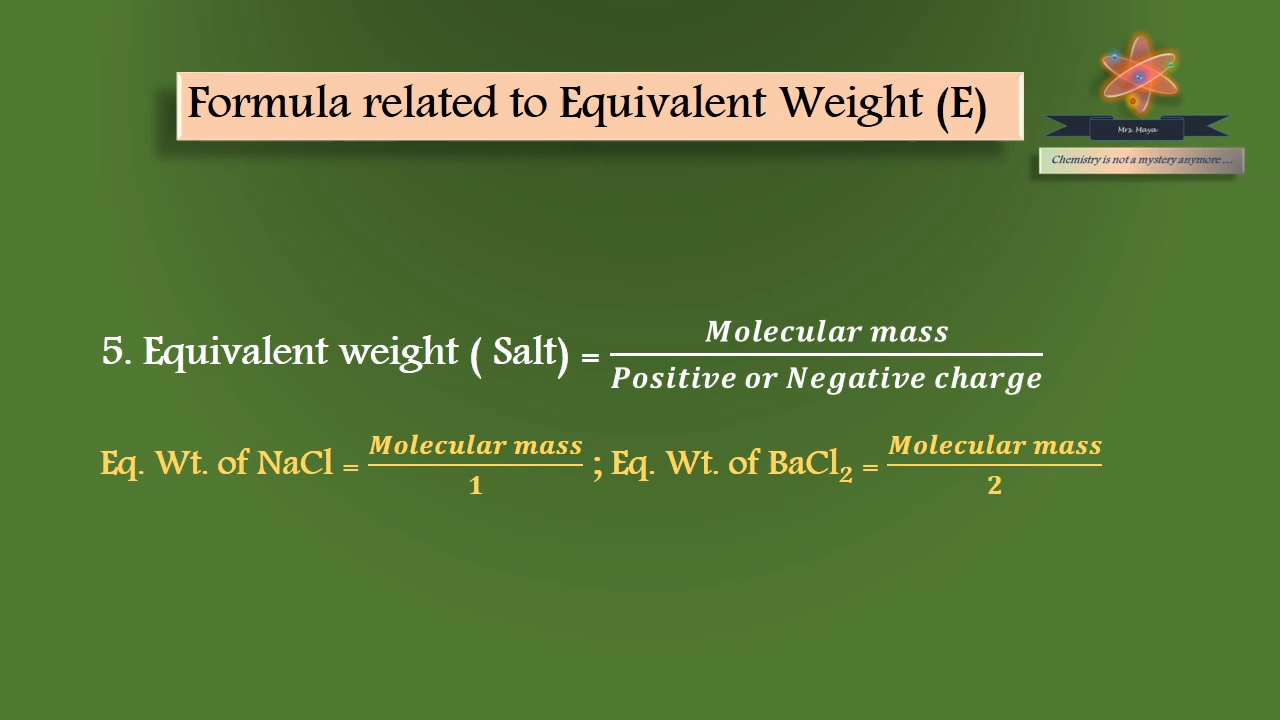 Formula related to Equivalent Weight (E)
Mrs. Maya
Chemistry is not a mystery anymore ...
5. Equivalent weight ( Salt) = Molecular mass / Positive or Negative charge
Eq. Wt. of NaCl = Molecular mass / 1 ; Eq. Wt. of BaCl₂ = Molecular mass / 2